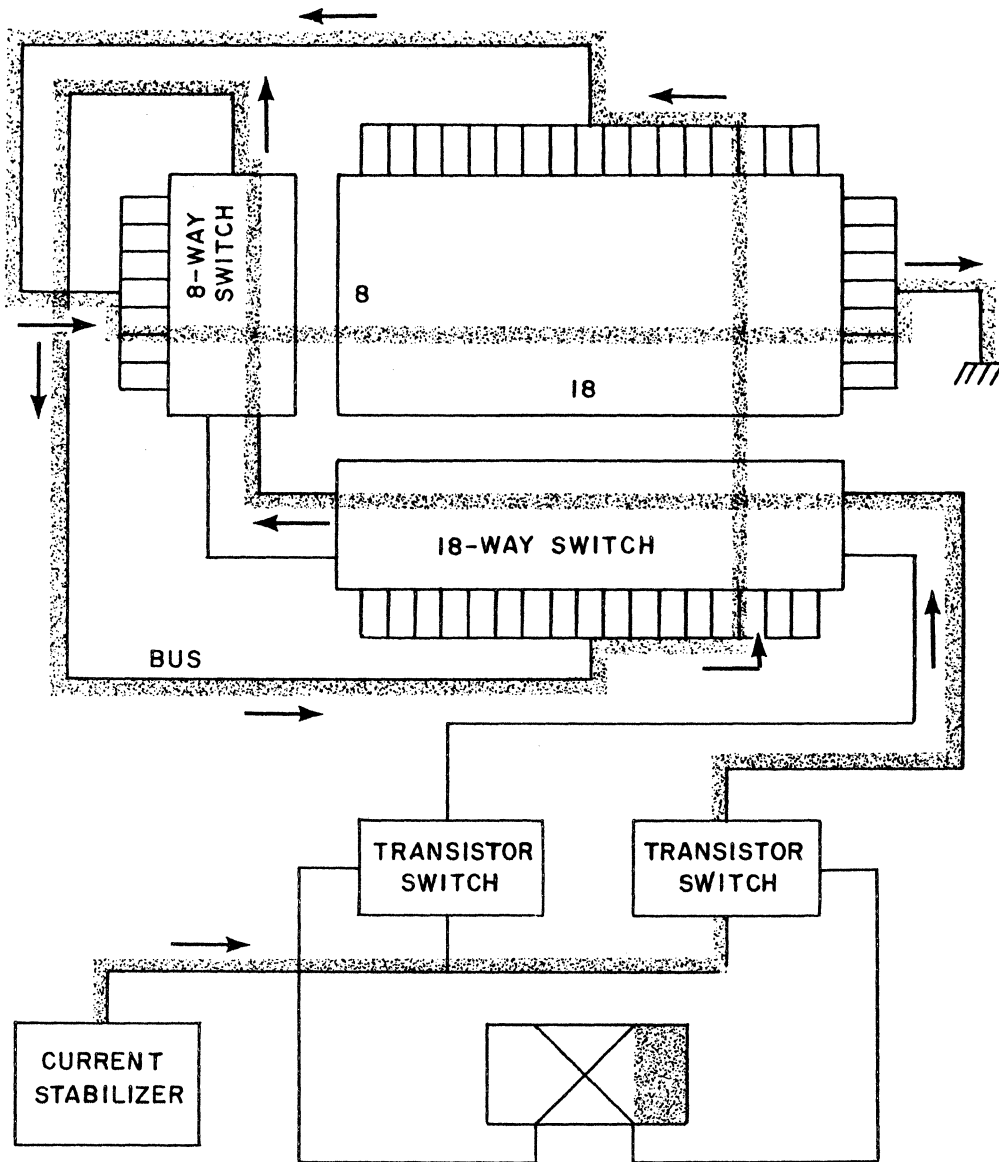 8-WAY
SWITCH
8
18
18-WAY SWITCH
BUS
TRANSISTOR
SWITCH
TRANSISTOR
SWITCH
CURRENT
STABILIZER